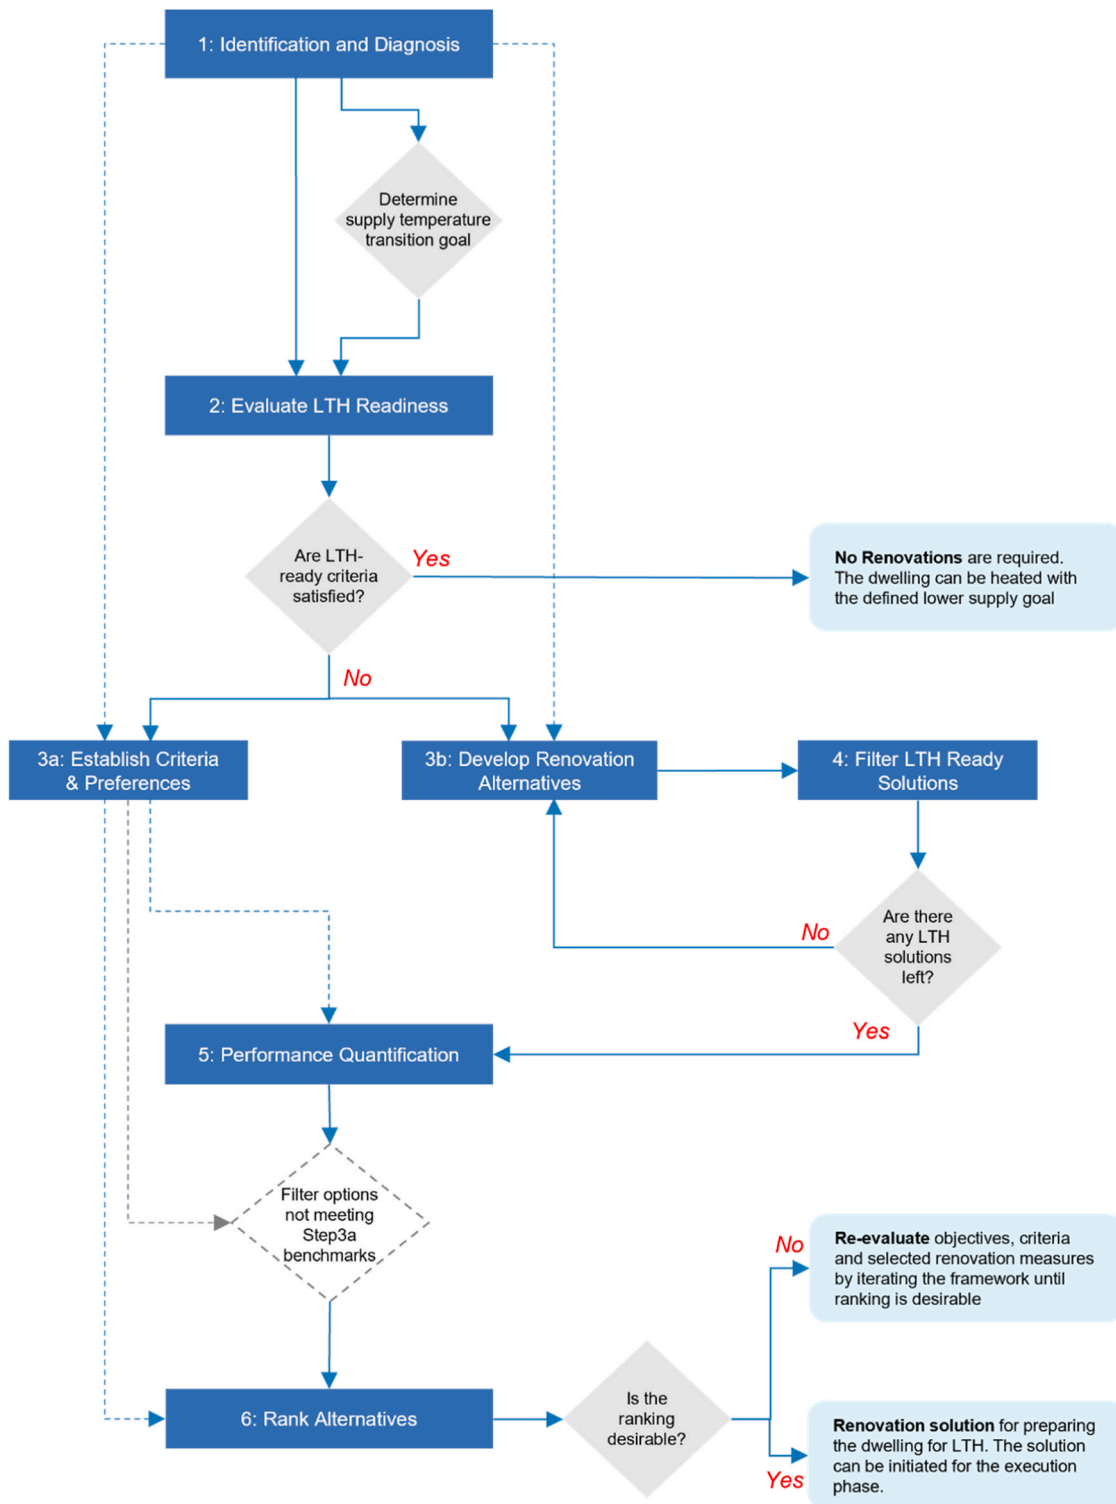 1: Identification and Diagnosis
Determine
supply temperature
transition goal
2: Evaluate LTH Readiness
Are LTH-
ready criteria
satisfied?
Yes
No Renovations are required.
The dwelling can be heated with
the defined lower supply goal
No
3a: Establish Criteria
& Preferences
3b: Develop Renovation
Alternatives
4: Filter LTH Ready
Solutions
Are there
any LTH
solutions
left?
No
Yes
5: Performance Quantification
Filter options
not meeting
Step3a
benchmarks
No
Re-evaluate objectives, criteria
and selected renovation measures
by iterating the framework until
ranking is desirable
6: Rank Alternatives
Is the
ranking
desirable?
Yes
Renovation solution for preparing
the dwelling for LTH. The solution
can be initiated for the execution
phase.